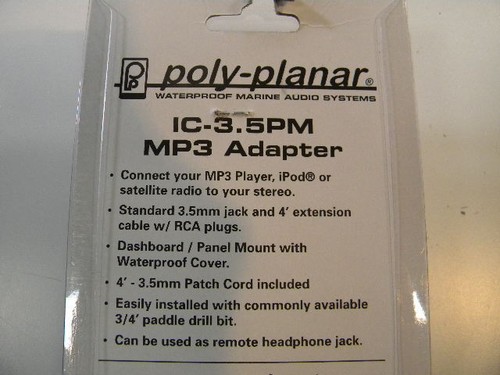 poly-planar®
WATERPROOF MARINE AUDIO SYSTEMS
IC-3.5PM
MP3 Adapter
• Connect your MP3 Player, iPod® or
satellite radio to your stereo.
• Standard 3.5mm jack and 4' extension
cable w/ RCA plugs.
• Dashboard / Panel Mount with
Waterproof Cover.
• 4' - 3.5mm Patch Cord included
• Easily installed with commonly available
3/4' paddle drill bit.
• Can be used as remote headphone jack.